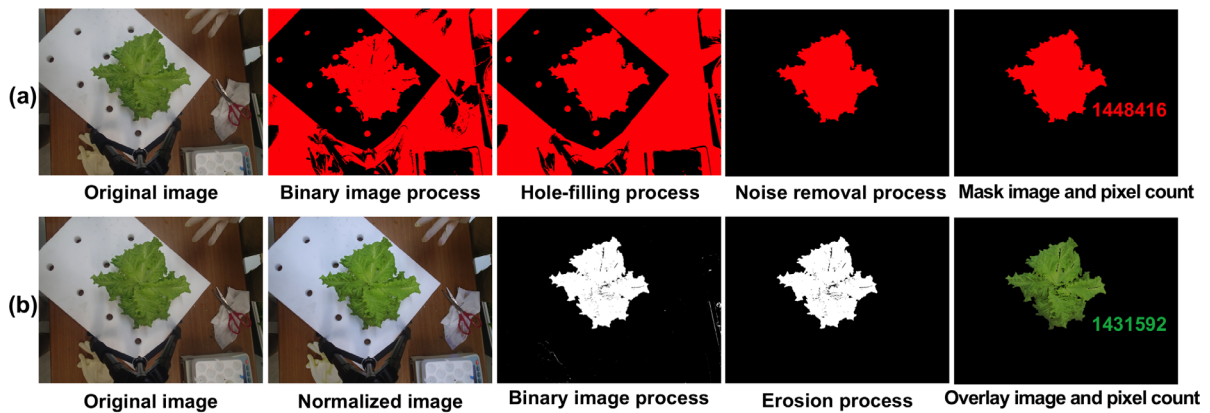 (a)
1448416
Original image
Binary image process
Hole-filling process
Noise removal process
Mask image and pixel count
(b)
1431592
Original image
Normalized image
Binary image process
Erosion process
Overlay image and pixel count